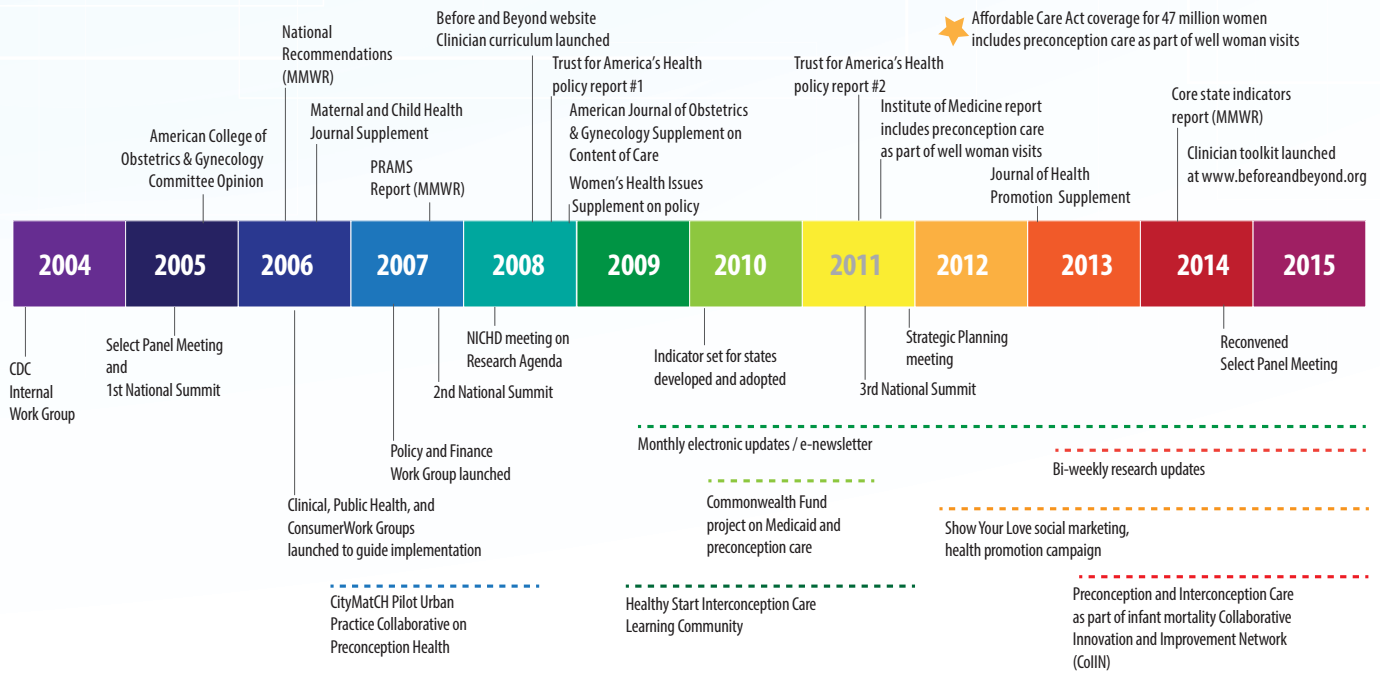 Before and Beyond website
Clinician curriculum launched
Affordable Care Act coverage for 47 million women
includes preconception care as part of well woman visits
National
Recommendations
(MMWR)
Trust for America's Health
policy report #1
Trust for America's Health
policy report #2
Maternal and Child Health
Journal Supplement
American Journal of Obstetrics
& Gynecology Supplement on
Content of Care
Institute of Medicine report
includes preconception care
as part of well woman visits
Core state indicators
report (MMWR)
American College of
Obstetrics & Gynecology
Committee Opinion
PRAMS
Report (MMWR)
Women's Health Issues
Supplement on policy
Journal of Health
Promotion Supplement
Clinician toolkit launched
at www.beforeandbeyond.org
2004
2005
2006
2007
2008
2009
2010
2011
2012
2013
2014
2015
CDC
Internal
Work Group
Select Panel Meeting
and
1st National Summit
NICHD meeting on
Research Agenda
2nd National Summit
Indicator set for states
developed and adopted
Strategic Planning
meeting
3rd National Summit
Reconvened
Select Panel Meeting
Policy and Finance
Work Group launched
Monthly electronic updates / e-newsletter
Bi-weekly research updates
Clinical, Public Health, and
ConsumerWork Groups
launched to guide implementation
Commonwealth Fund
project on Medicaid and
preconception care
Show Your Love social marketing,
health promotion campaign
CityMatCH Pilot Urban
Practice Collaborative on
Preconception Health
Healthy Start Interconception Care
Learning Community
Preconception and Interconception Care
as part of infant mortality Collaborative
Innovation and Improvement Network
(CoIIN)